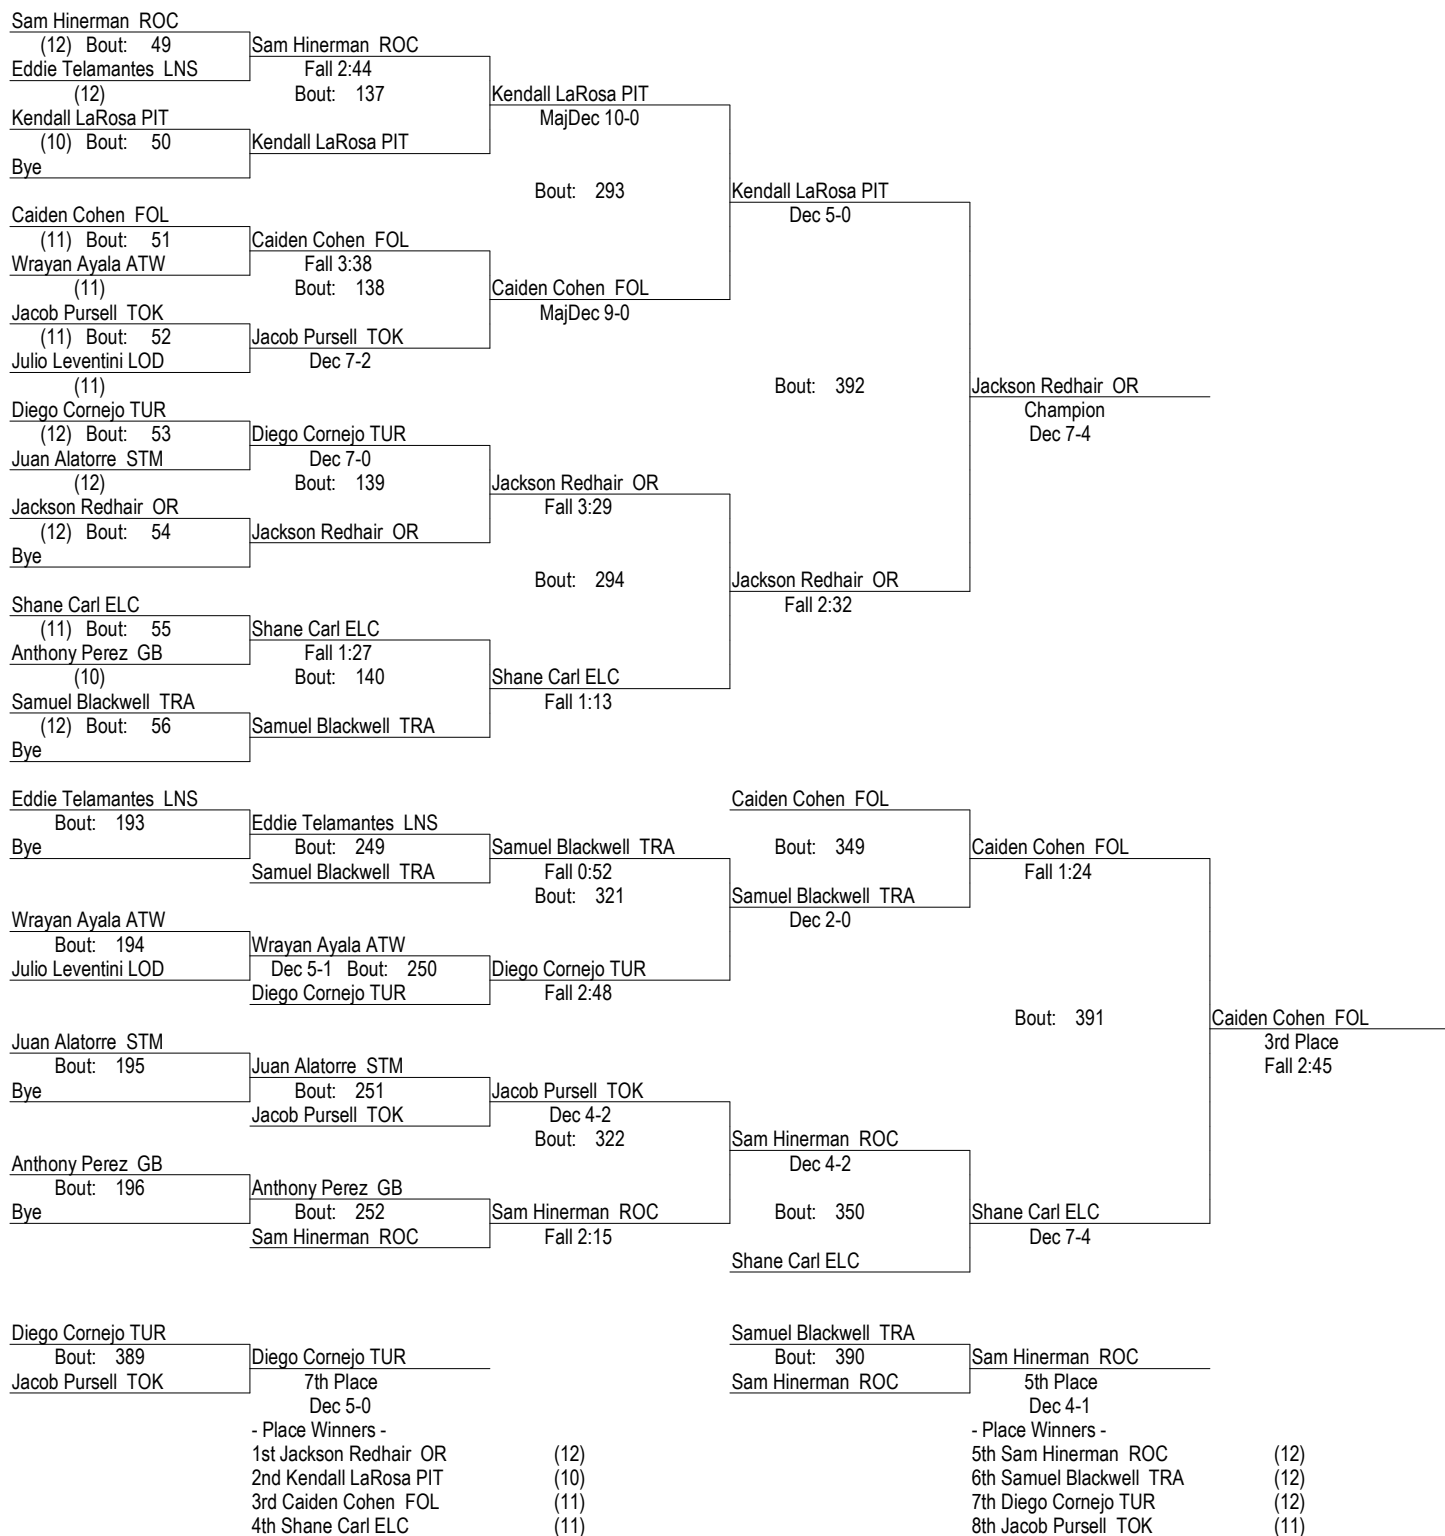 Sam Hinerman ROC
(12) Bout: 49 Sam Hinerman ROC
Eddie Telamantes LNS Fall 2:44
(12) Bout: 137 Kendall LaRosa PIT
Kendall LaRosa PIT MajDec 10-0
(10) Bout: 50 Kendall LaRosa PIT
Bye
Bout: 293 Kendall LaRosa PIT
Caiden Cohen FOL Dec 5-0
(11) Bout: 51 Caiden Cohen FOL
Wrayan Ayala ATW Fall 3:38
(11) Bout: 138 Caiden Cohen FOL
Jacob Pursell TOK MajDec 9-0
(11) Bout: 52 Jacob Pursell TOK
Julio Leventini LOD Dec 7-2
(11) Bout: 392 Jackson Redhair OR
Diego Cornejo TUR Champion
(12) Bout: 53 Diego Cornejo TUR Dec 7-4
Juan Alatorre STM Dec 7-0
(12) Bout: 139 Jackson Redhair OR
Jackson Redhair OR Fall 3:29
(12) Bout: 54 Jackson Redhair OR
Bye
Bout: 294 Jackson Redhair OR
Shane Carl ELC Fall 2:32
(11) Bout: 55 Shane Carl ELC
Anthony Perez GB Fall 1:27
(10) Bout: 140 Shane Carl ELC
Samuel Blackwell TRA Fall 1:13
(12) Bout: 56 Samuel Blackwell TRA
Bye
Eddie Telamantes LNS Caiden Cohen FOL
Bout: 193 Eddie Telamantes LNS
Bye Bout: 249 Samuel Blackwell TRA Bout: 349 Caiden Cohen FOL
Samuel Blackwell TRA Fall 0:52 Fall 1:24
Bout: 321 Samuel Blackwell TRA
Wrayan Ayala ATW Dec 2-0
Bout: 194 Wrayan Ayala ATW
Julio Leventini LOD Dec 5-1 Bout: 250 Diego Cornejo TUR
Diego Cornejo TUR Fall 2:48
Bout: 391 Caiden Cohen FOL
Juan Alatorre STM 3rd Place
Bout: 195 Juan Alatorre STM Fall 2:45
Bye Bout: 251 Jacob Pursell TOK
Jacob Pursell TOK Dec 4-2
Bout: 322 Sam Hinerman ROC
Anthony Perez GB Dec 4-2
Bout: 196 Anthony Perez GB
Bye Bout: 252 Sam Hinerman ROC Bout: 350 Shane Carl ELC
Sam Hinerman ROC Fall 2:15 Dec 7-4
Shane Carl ELC
Diego Cornejo TUR Samuel Blackwell TRA
Bout: 389 Diego Cornejo TUR Bout: 390 Sam Hinerman ROC
Jacob Pursell TOK 7th Place Sam Hinerman ROC 5th Place
Dec 5-0 Dec 4-1
- Place Winners - - Place Winners -
1st Jackson Redhair OR (12) 5th Sam Hinerman ROC (12)
2nd Kendall LaRosa PIT (10) 6th Samuel Blackwell TRA (12)
3rd Caiden Cohen FOL (11) 7th Diego Cornejo TUR (12)
4th Shane Carl ELC (11) 8th Jacob Pursell TOK (11)